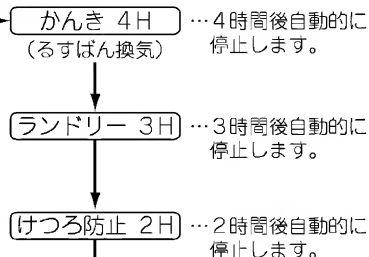 かんき 4H …4時間後自動的に
(るすばん換気) 停止します。
ランドリー 3H …3時間後自動的に
停止します。
けつろ防止 2H …2時間後自動的に
停止します。